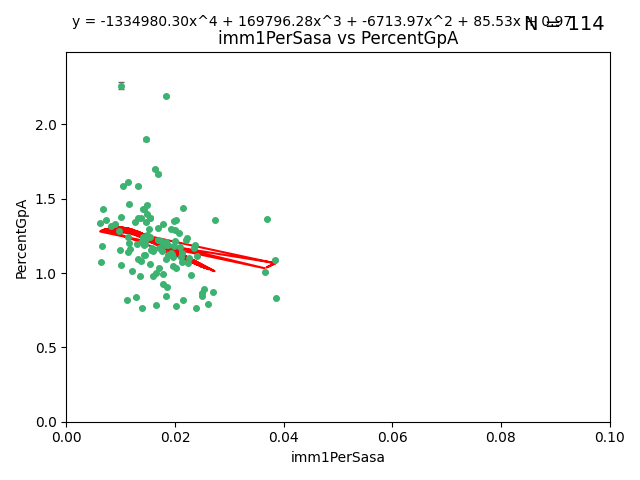 y = -1334980.30x^4 + 169796.28x^3 + -6713.97x^2 + 85.53x + 0.97
N = 114
imm1PerSasa vs PercentGpA
PercentGpA
2.0
1.5
1.0
0.5
0.0
0.00 0.02 0.04 0.06 0.08 0.10
imm1PerSasa